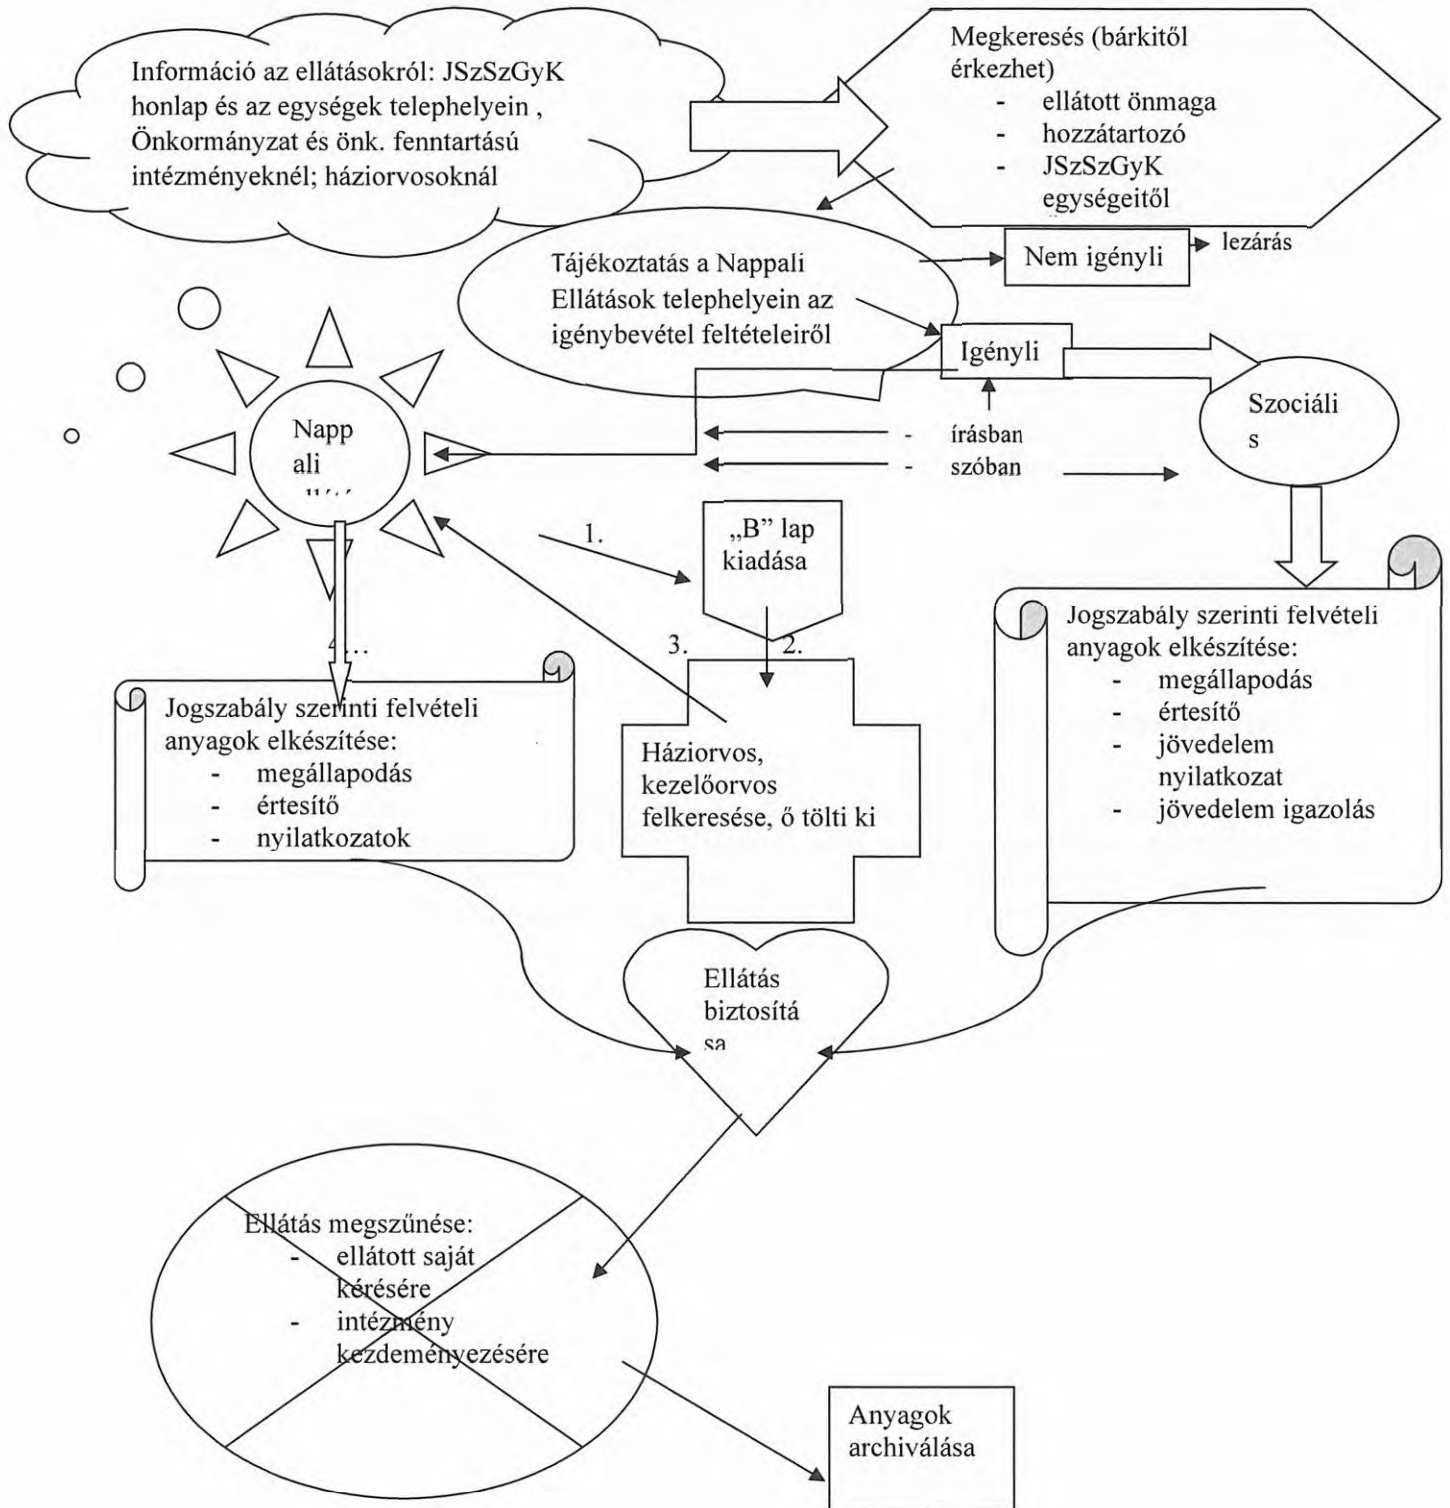 Információ az ellátásokról: JSzSzGyK
honlap és az egységek telephelyein ,
Önkormányzat és önk. fenntartású
intézményeknél; háziorvosoknál
Megkeresés (bárkitől
érkezhet)
- ellátott önmaga
- hozzátartozó
- JSzSzGyK
egységeitől
Tájékoztatás a Nappali
Ellátások telephelyein az
igénybevétel feltételeiről
Nem igényli
lezárás
Igényli
- írásban
- szóban
Szociáli
s
Napp
ali
1.
„B” lap
kiadása
2.
3.
4…
Háziorvos,
kezelőorvos
felkeresése, ő tölti ki
Jogszabály szerinti felvételi
anyagok elkészítése:
- megállapodás
- értesítő
- nyilatkozatok
Jogszabály szerinti felvételi
anyagok elkészítése:
- megállapodás
- értesítő
- jövedelem
nyilatkozat
- jövedelem igazolás
Ellátás
biztosítá
sa
Ellátás megszűnése:
- ellátott saját
kérésére
- intézmény
kezdeményezésére
Anyagok
archiválása